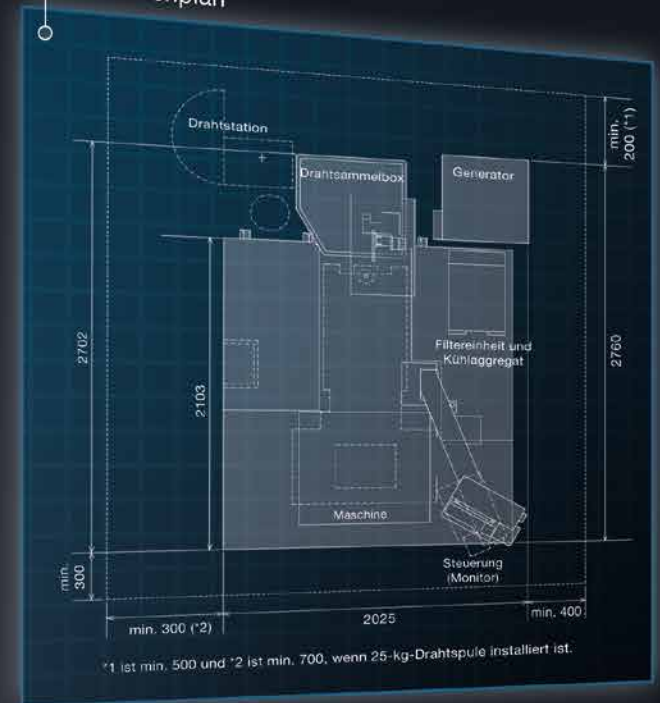 Drahtstation
Drahtsammelbox
Generator
min.
200 (*1)
2702
2103
Filtereinheit und
Kühlaggregat
2760
Maschine
Steuerung
(Monitor)
min.
300
min. 300 (*2)
2025
min. 400
*1 ist min. 500 und *2 ist min. 700, wenn 25-kg-Drahtspule installiert ist.